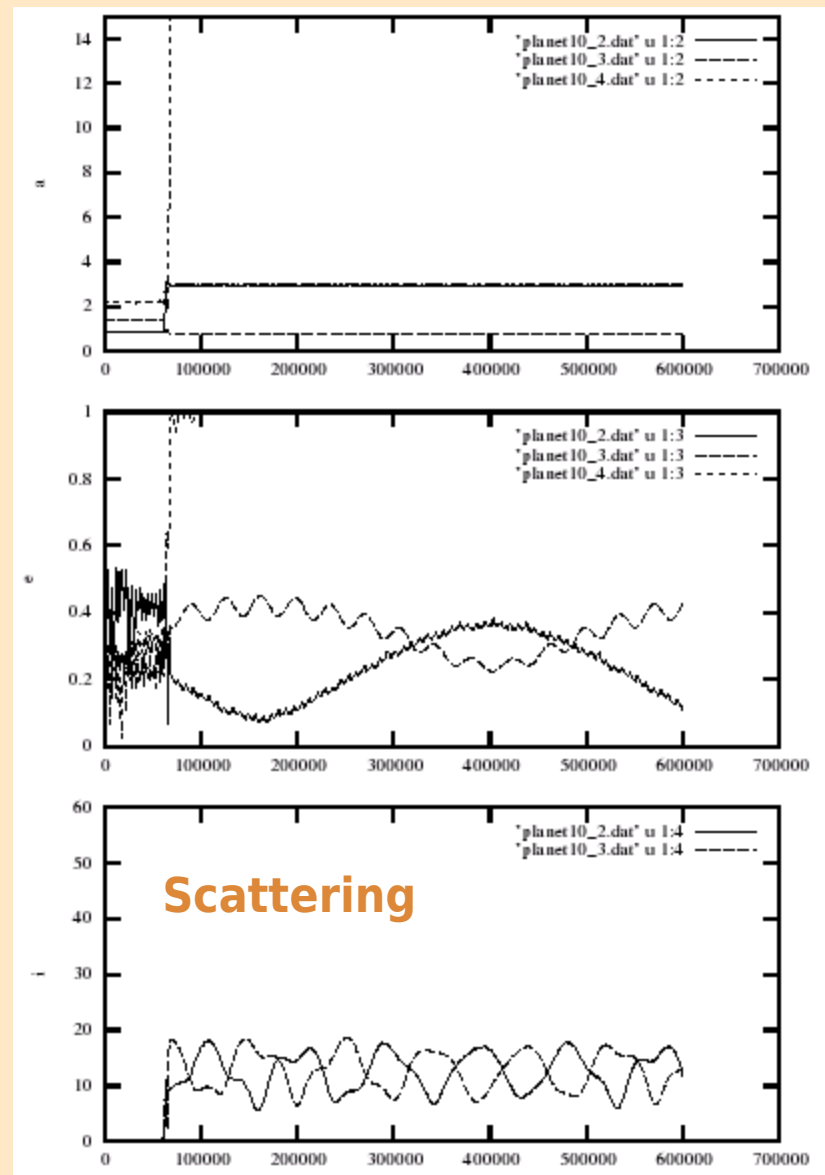 14
"planet10_2.dat" u 1:2
"planet10_3.dat" u 1:2
"planet10_4.dat" u 1:2
12
10
8
a
6
4
2
0
0 100000 200000 300000 400000 500000 600000 700000
1
"planet10_2.dat" u 1:3
"planet10_3.dat" u 1:3
"planet10_4.dat" u 1:3
0.8
0.6
e
0.4
0.2
0
0 100000 200000 300000 400000 500000 600000 700000
60
"planet10_2.dat" u 1:4
"planet10_3.dat" u 1:4
50
Scattering
40
30
i
20
10
0
0 100000 200000 300000 400000 500000 600000 700000